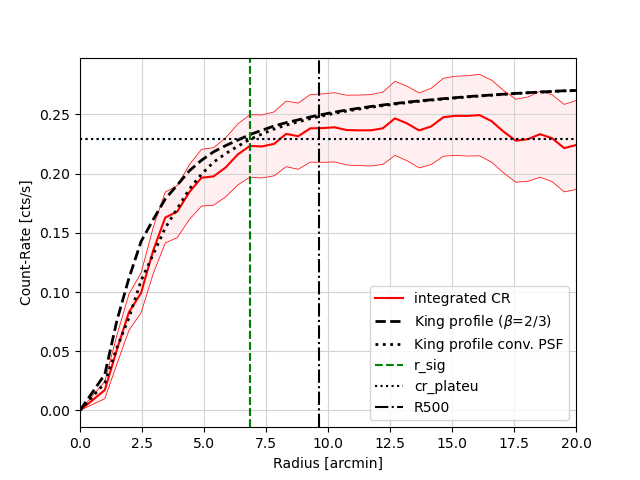 0.25
0.20
0.15
0.10
0.05
0.00
Count-Rate [cts/s]
integrated CR
King profile (β=2/3)
King profile conv. PSF
r_sig
cr_plateu
R500
0.0 2.5 5.0 7.5 10.0 12.5 15.0 17.5 20.0
Radius [arcmin]